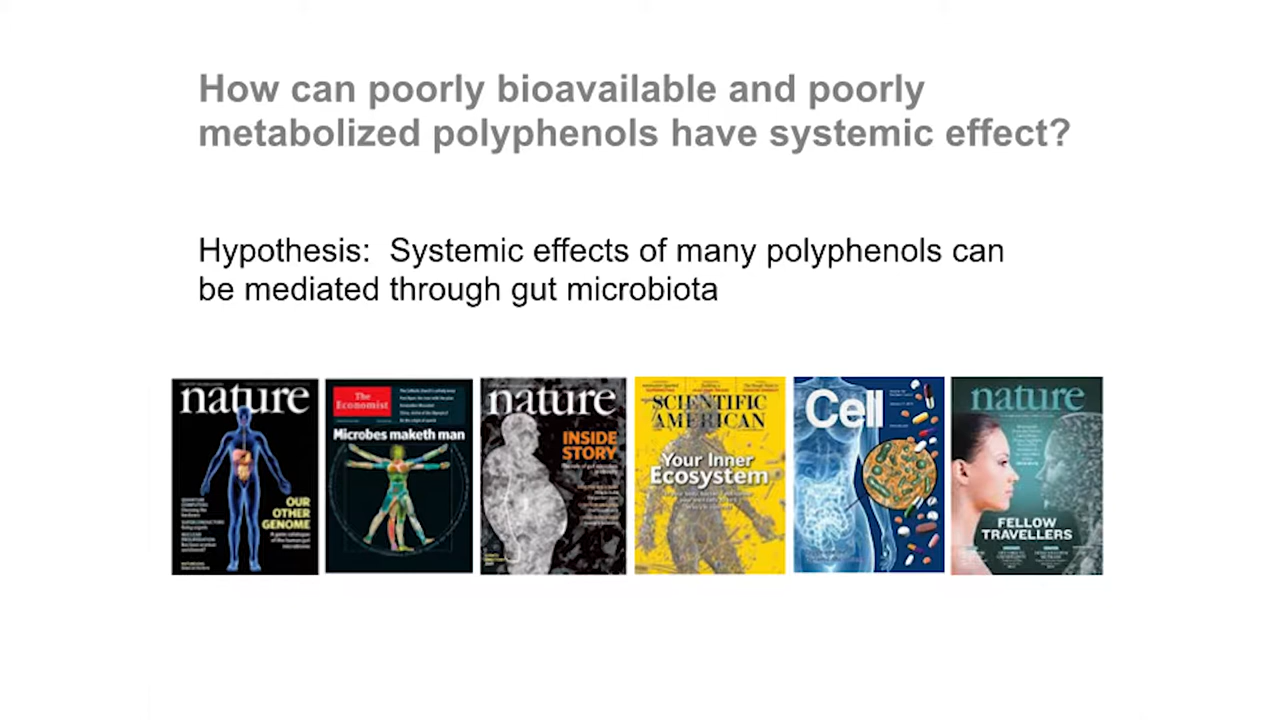 How can poorly bioavailable and poorly
metabolized polyphenols have systemic effect?
Hypothesis: Systemic effects of many polyphenols can
be mediated through gut microbiota
nature
OUR
OTHER
GENOME
The
Economist
Microbes maketh man
nature
INSIDE
STORY
SCIENTIFIC
AMERICAN
Your Inner
Ecosystem
Cell
nature
FELLOW
TRAVELLERS